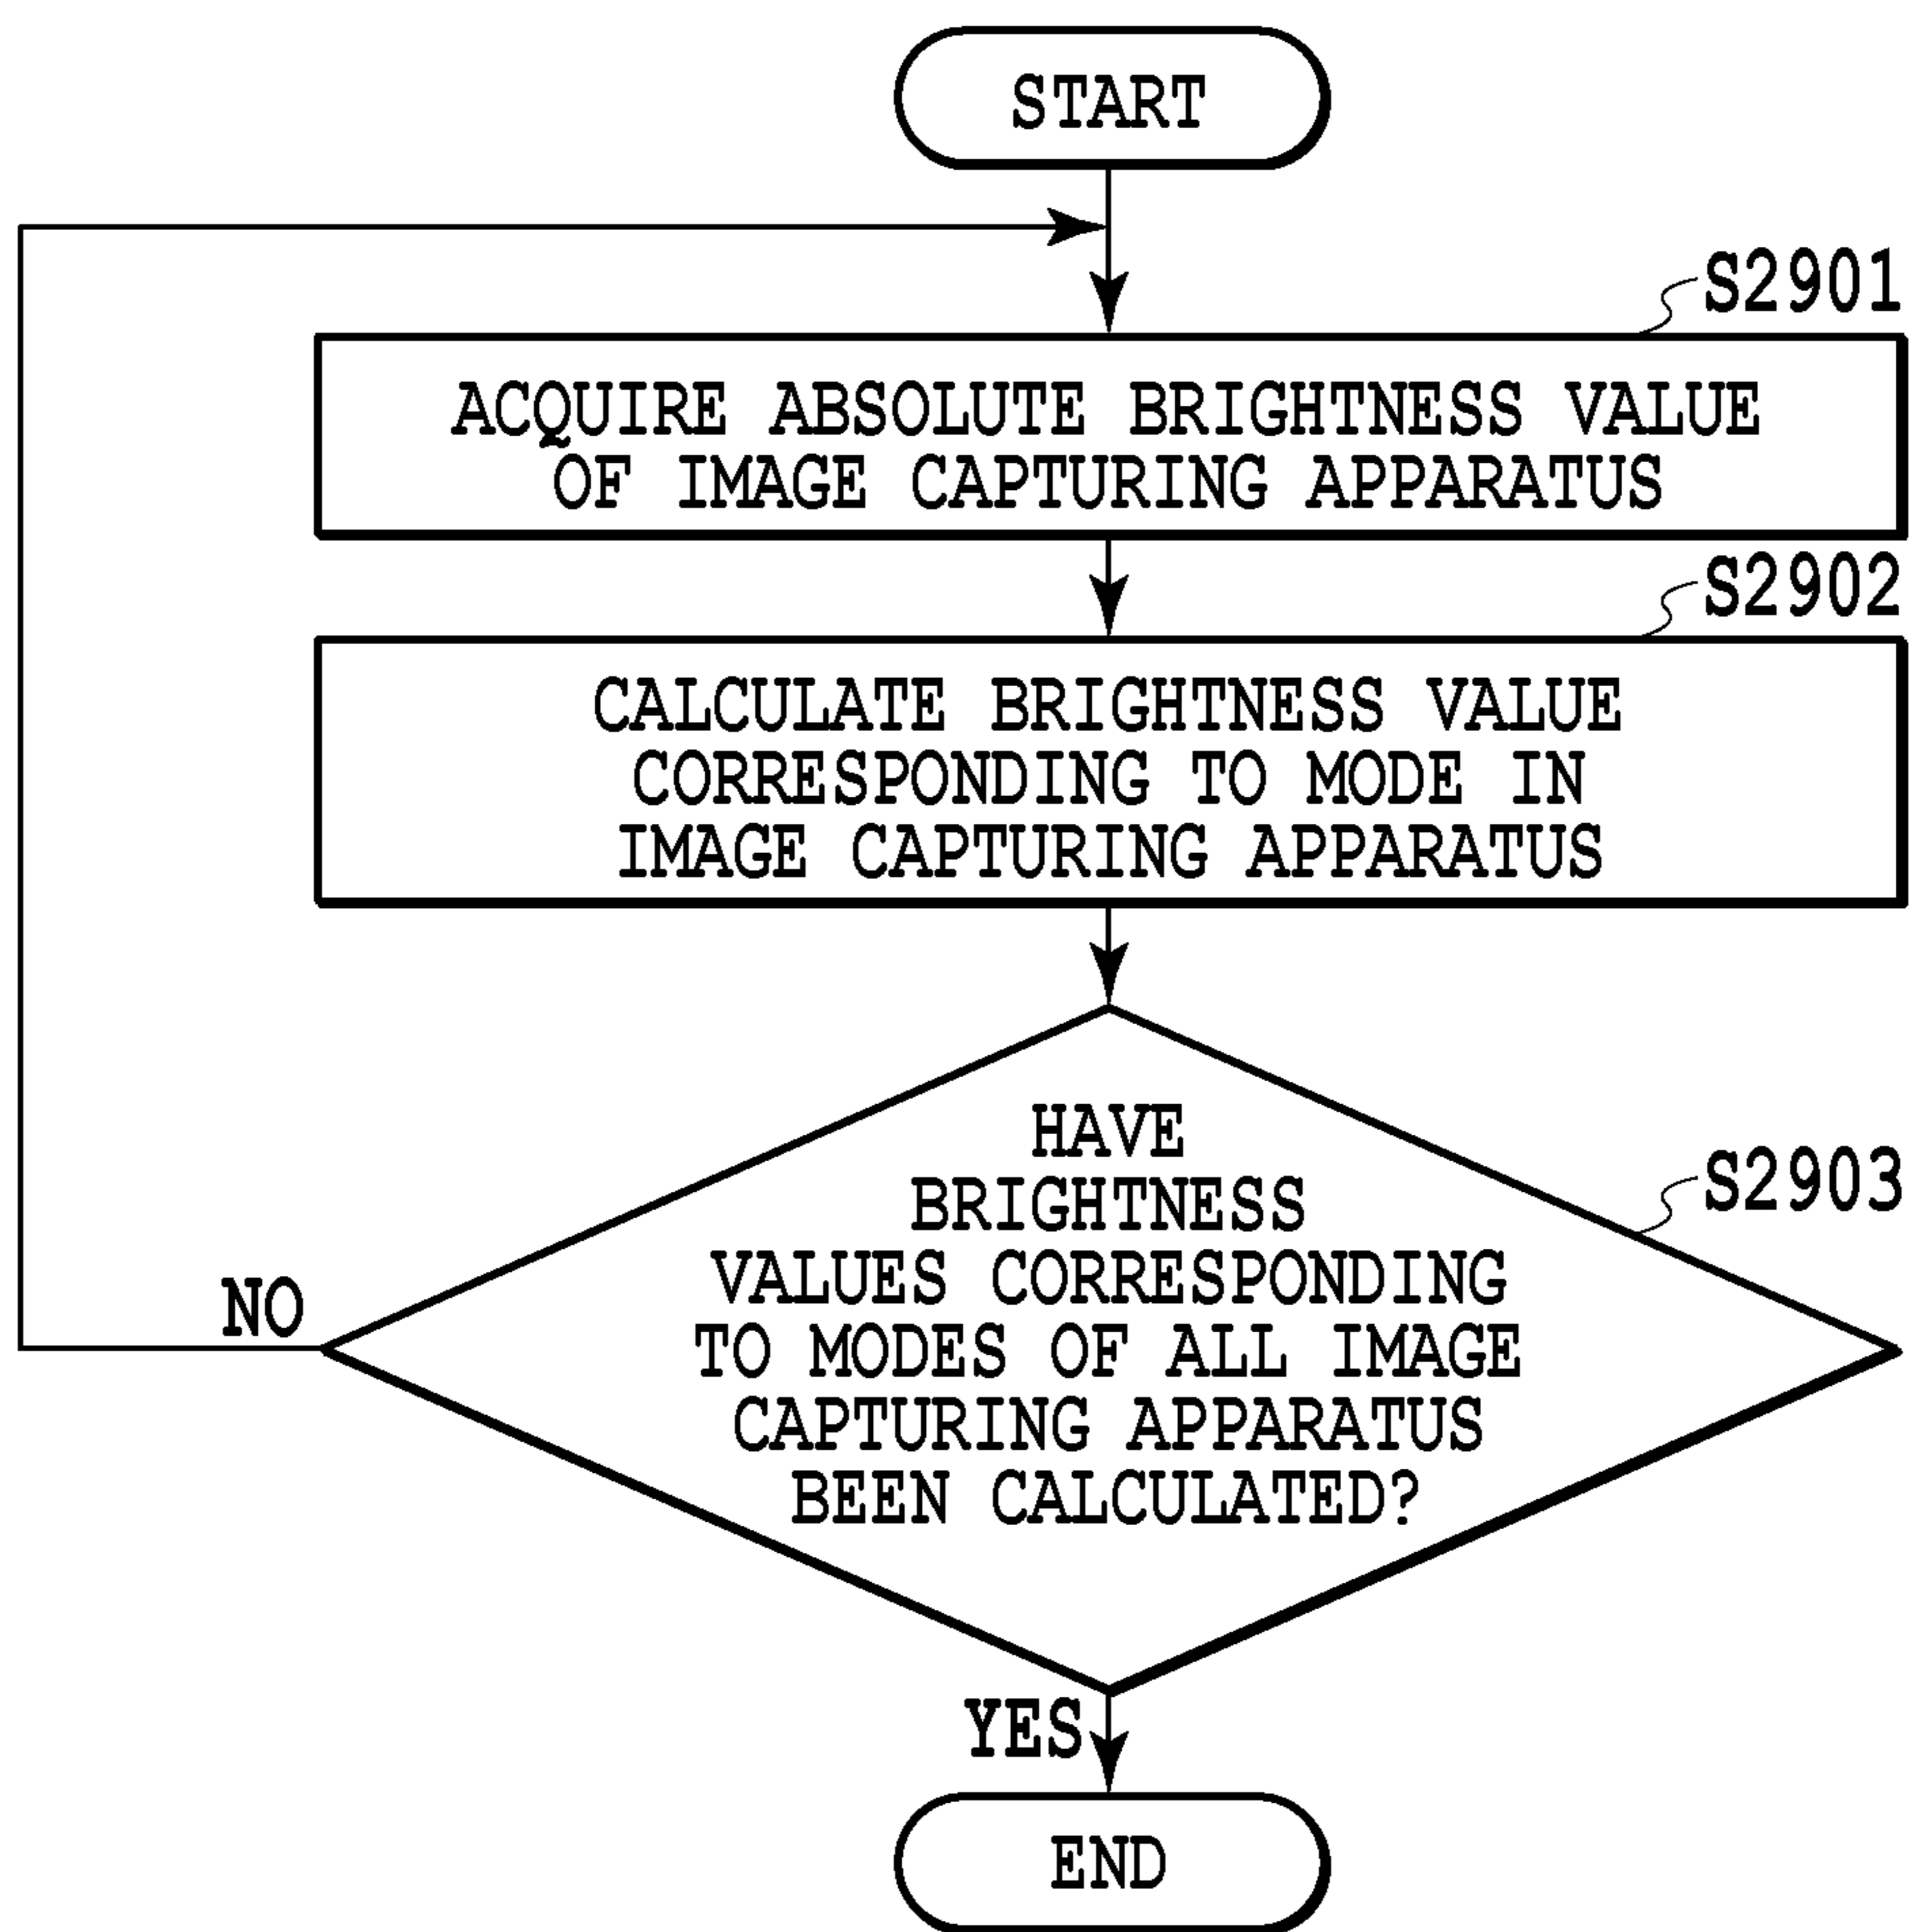 START
S2901
ACQUIRE ABSOLUTE BRIGHTNESS VALUE
OF IMAGE CAPTURING APPARATUS
S2902
CALCULATE BRIGHTNESS VALUE
CORRESPONDING TO MODE IN
IMAGE CAPTURING APPARATUS
S2903
HAVE
BRIGHTNESS
VALUES CORRESPONDING
TO MODES OF ALL IMAGE
CAPTURING APPARATUS
BEEN CALCULATED?
NO
YES
END